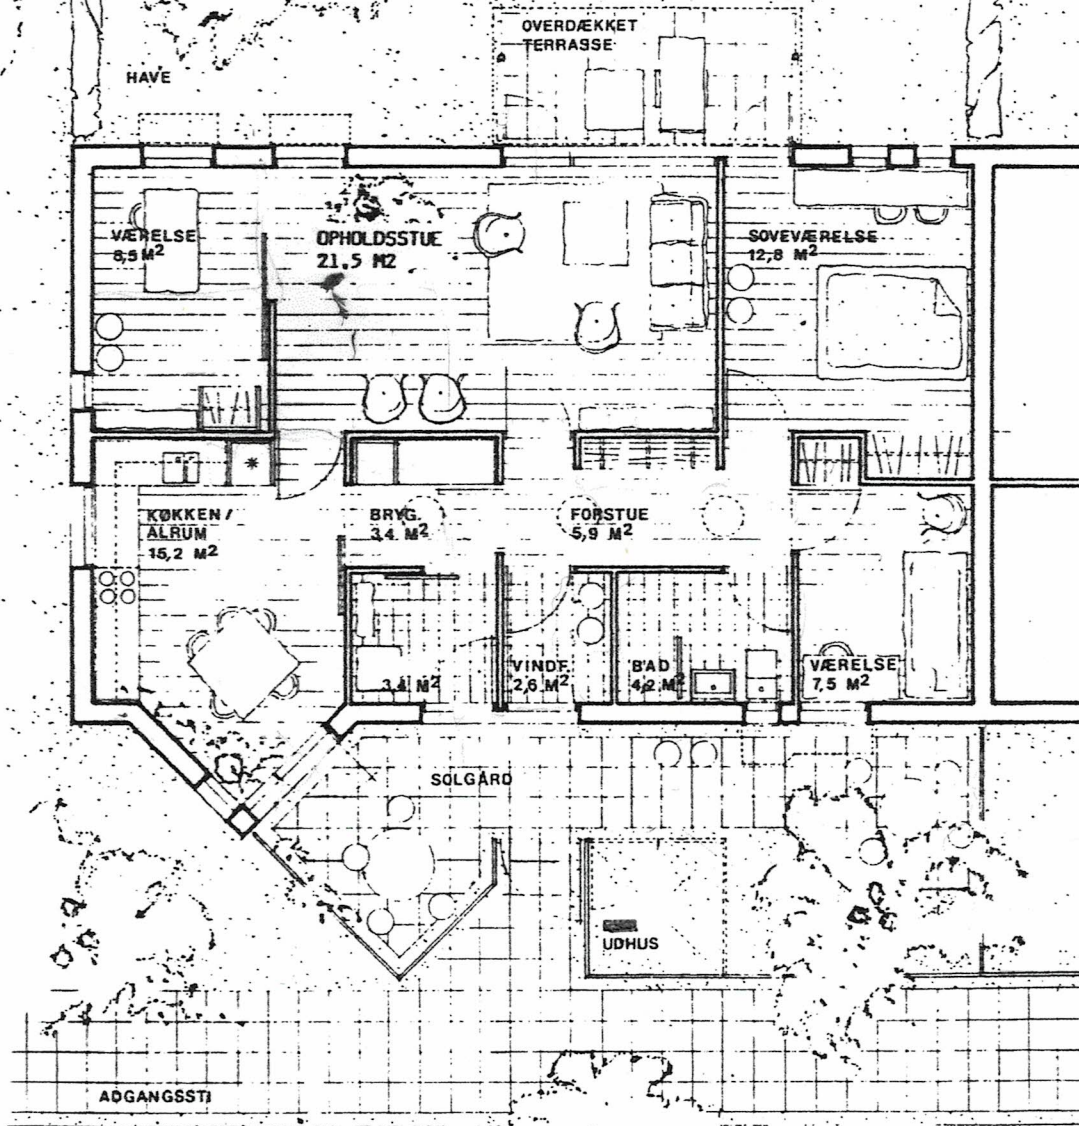 OVERDÆKKET
TERRASSE
HAVE
VÆRELSE
8,5 M²
OPHOLDSSTUE
21.5 M2
SOVEVÆRELSE
12,8 M²
KØKKEN /
ALRUM
15,2 M²
BRYG.
3,4 M²
FORSTUE
5,9 M²
3,4 M²
VINDF.
2,6 M²
BAD
4,2 M²
VÆRELSE
7,5 M²
SOLGÅRD
UDHUS
ADGANGSSTI